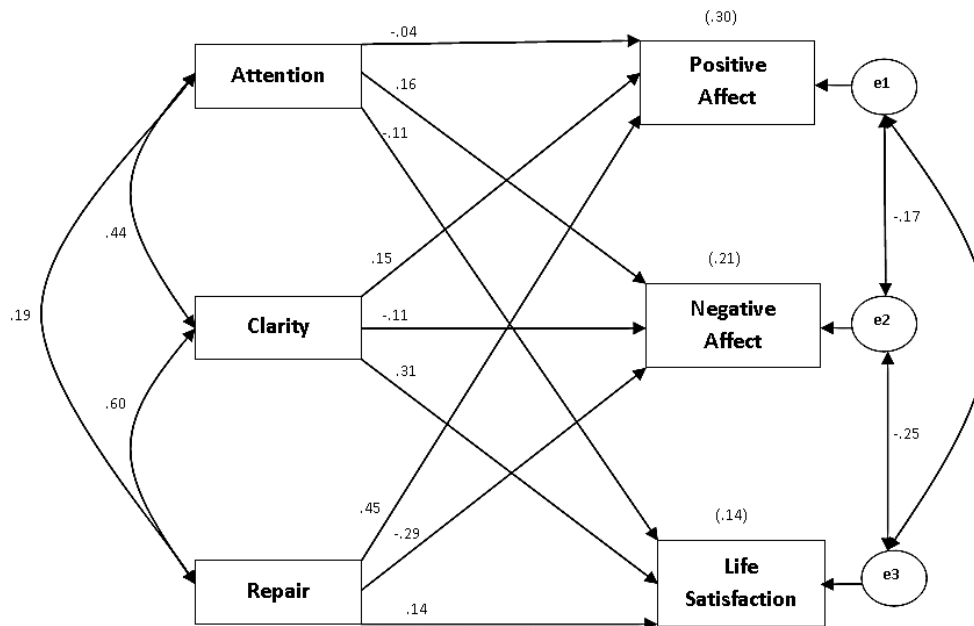 -.04
(.30)
Attention
Positive
Affect
e1
.16
-.11
-.17
.44
.15
(.21)
.19
Clarity
-.11
Negative
Affect
e2
.31
.60
-.25
.45
-.29
(.14)
Repair
Life
Satisfaction
e3
.14